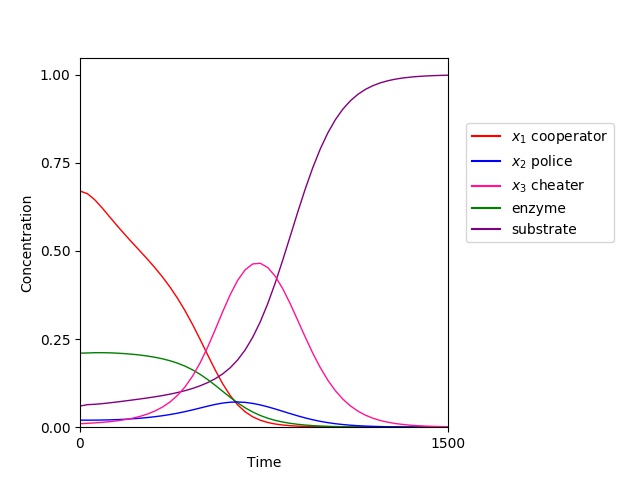 1.00
0.75
0.50
0.25
0.00
Concentration
0
1500
Time
x₁ cooperator
x₂ police
x₃ cheater
enzyme
substrate